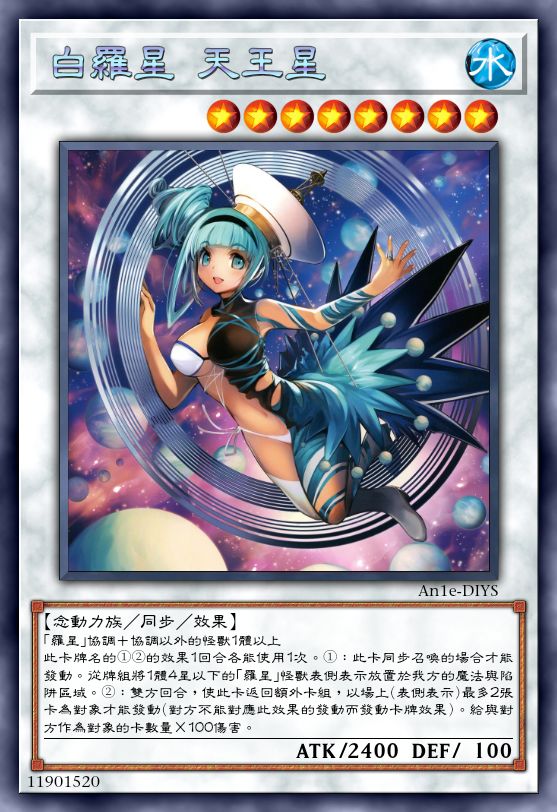 白羅星 天王星
水
An1e-DIYS
【念動力族／同步／效果】
「羅星」協調＋協調以外的怪獸1體以上
此卡牌名的①②的效果1回合各能使用1次。①：此卡同步召喚的場合才能
發動。從牌組將1體4星以下的「羅星」怪獸表側表示放置於我方的魔法與陷
阱區域。②：雙方回合，使此卡返回額外卡組，以場上(表側表示)最多2張
卡為對象才能發動(對方不能對應此效果的發動而發動卡牌效果)。給與對
方作為對象的卡數量×100傷害。
ATK/2400 DEF/ 100
11901520